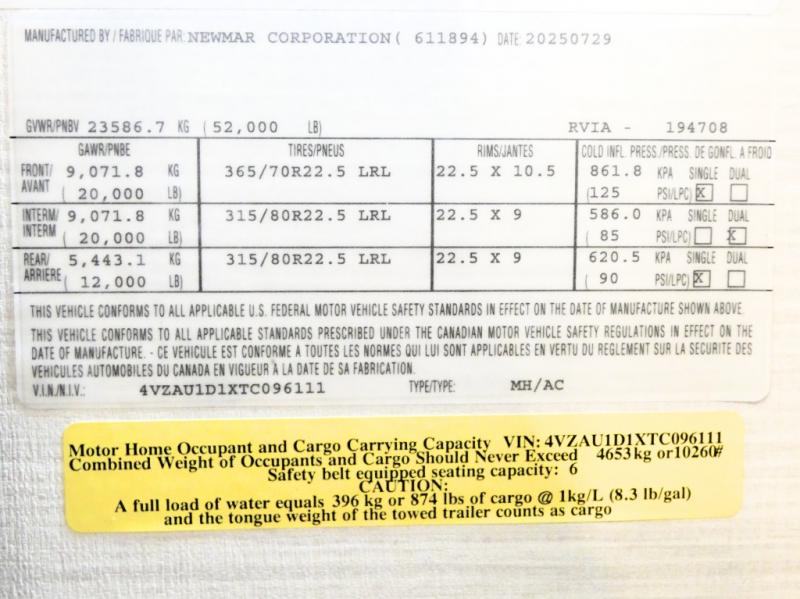 MANUFACTURED BY / FABRIQUE PAR: NEWMAR CORPORATION( 611894) DATE: 20250729
GVWR/PNBV 23586.7 KG ( 52,000 LB) RVIA - 194708
GAWR/PNBE TIRES/PNEUS RIMS/JANTES COLD INFL. PRESS./PRESS. DE GONFL. A FROID
FRONT/ 9,071.8 KG 365/70R22.5 LRL 22.5 X 10.5 861.8 KPA SINGLE DUAL
AVANT ( 20,000 LB) (125 PSI/LPC) X
INTERM/ 9,071.8 KG 315/80R22.5 LRL 22.5 X 9 586.0 KPA SINGLE DUAL
INTERM ( 20,000 LB) ( 85 PSI/LPC) X
REAR/ 5,443.1 KG 315/80R22.5 LRL 22.5 X 9 620.5 KPA SINGLE DUAL
ARRIERE ( 12,000 LB) ( 90 PSI/LPC) X
THIS VEHICLE CONFORMS TO ALL APPLICABLE U.S. FEDERAL MOTOR VEHICLE SAFETY STANDARDS IN EFFECT ON THE DATE OF MANUFACTURE SHOWN ABOVE.
THIS VEHICLE CONFORMS TO ALL APPLICABLE STANDARDS PRESCRIBED UNDER THE CANADIAN MOTOR VEHICLE SAFETY REGULATIONS IN EFFECT ON THE
DATE OF MANUFACTURE. - CE VEHICULE EST CONFORME A TOUTES LES NORMES QUI LUI SONT APPLICABLES EN VERTU DU REGLEMENT SUR LA SECURITE DES
VEHICULES AUTOMOBILES DU CANADA EN VIGUEUR À LA DATE DE SA FABRICATION.
V.I.N./N.I.V.: 4VZAU1D1XTC096111 TYPE/TYPE: MH/AC
Motor Home Occupant and Cargo Carrying Capacity VIN: 4VZAU1D1XTC096111
Combined Weight of Occupants and Cargo Should Never Exceed 4653kg or10260#
Safety belt equipped seating capacity: 6
CAUTION:
A full load of water equals 396 kg or 874 lbs of cargo @ 1kg/L (8.3 lb/gal)
and the tongue weight of the towed trailer counts as cargo